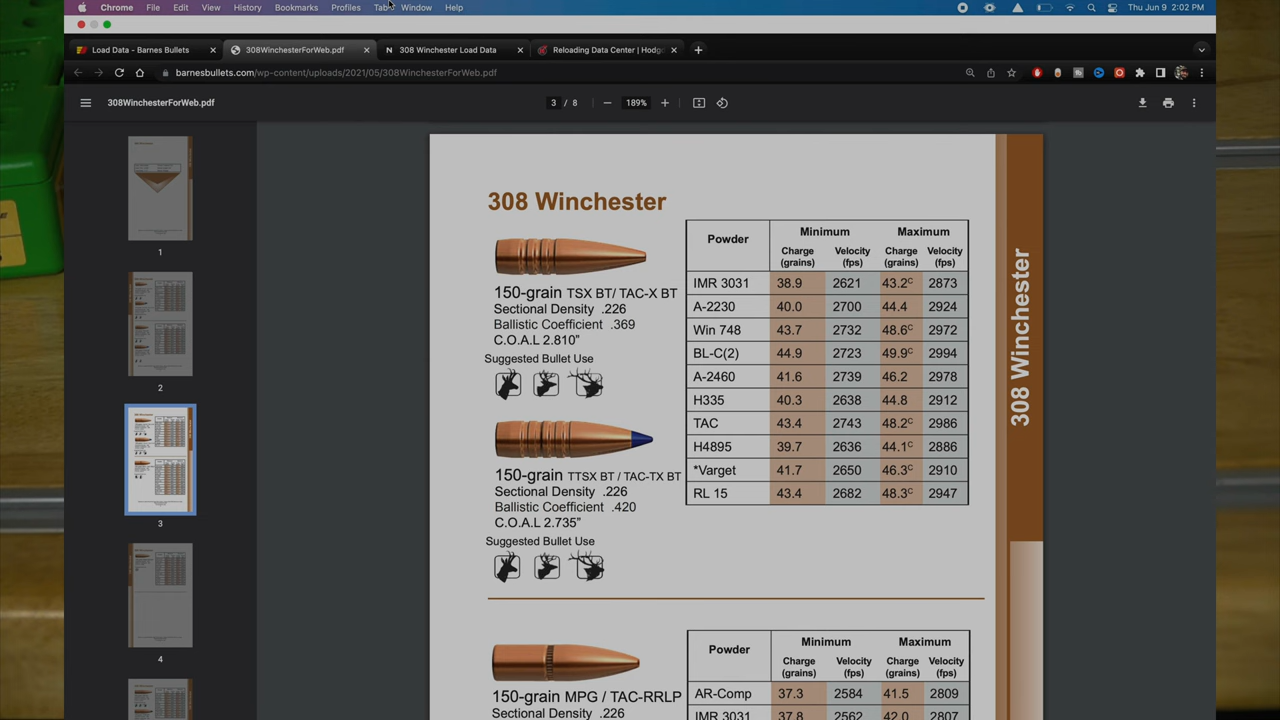 Chrome File Edit View History Bookmarks Profiles Tab Window Help Thu Jun 9 2:02 PM
Load Data - Barnes Bullets 308WinchesterForWeb.pdf 308 Winchester Load Data Reloading Data Center | Hodg
barnesbullets.com/wp-content/uploads/2021/05/308WinchesterForWeb.pdf
308WinchesterForWeb.pdf 3 / 8 189%
1
2
3
4
308 Winchester
150-grain TSX BT/ TAC-X BT
Sectional Density .226
Ballistic Coefficient .369
C.O.A.L 2.810"
Suggested Bullet Use
150-grain TTSX BT / TAC-TX BT
Sectional Density .226
Ballistic Coefficient .420
C.O.A.L 2.735"
Suggested Bullet Use
Powder Minimum Maximum
Charge (grains) Velocity (fps) Charge (grains) Velocity (fps)
IMR 3031 38.9 2621 43.2ᶜ 2873
A-2230 40.0 2700 44.4 2924
Win 748 43.7 2732 48.6ᶜ 2972
BL-C(2) 44.9 2723 49.9ᶜ 2994
A-2460 41.6 2739 46.2 2978
H335 40.3 2638 44.8 2912
TAC 43.4 2743 48.2ᶜ 2986
H4895 39.7 2636 44.1ᶜ 2886
*Varget 41.7 2650 46.3ᶜ 2910
RL 15 43.4 2682 48.3ᶜ 2947
308 Winchester
150-grain MPG / TAC-RRLP
Sectional Density .226
Powder Minimum Maximum
Charge (grains) Velocity (fps) Charge (grains) Velocity (fps)
AR-Comp 37.3 2584 41.5 2809
IMR 3031 37.8 2562 42.0 2807